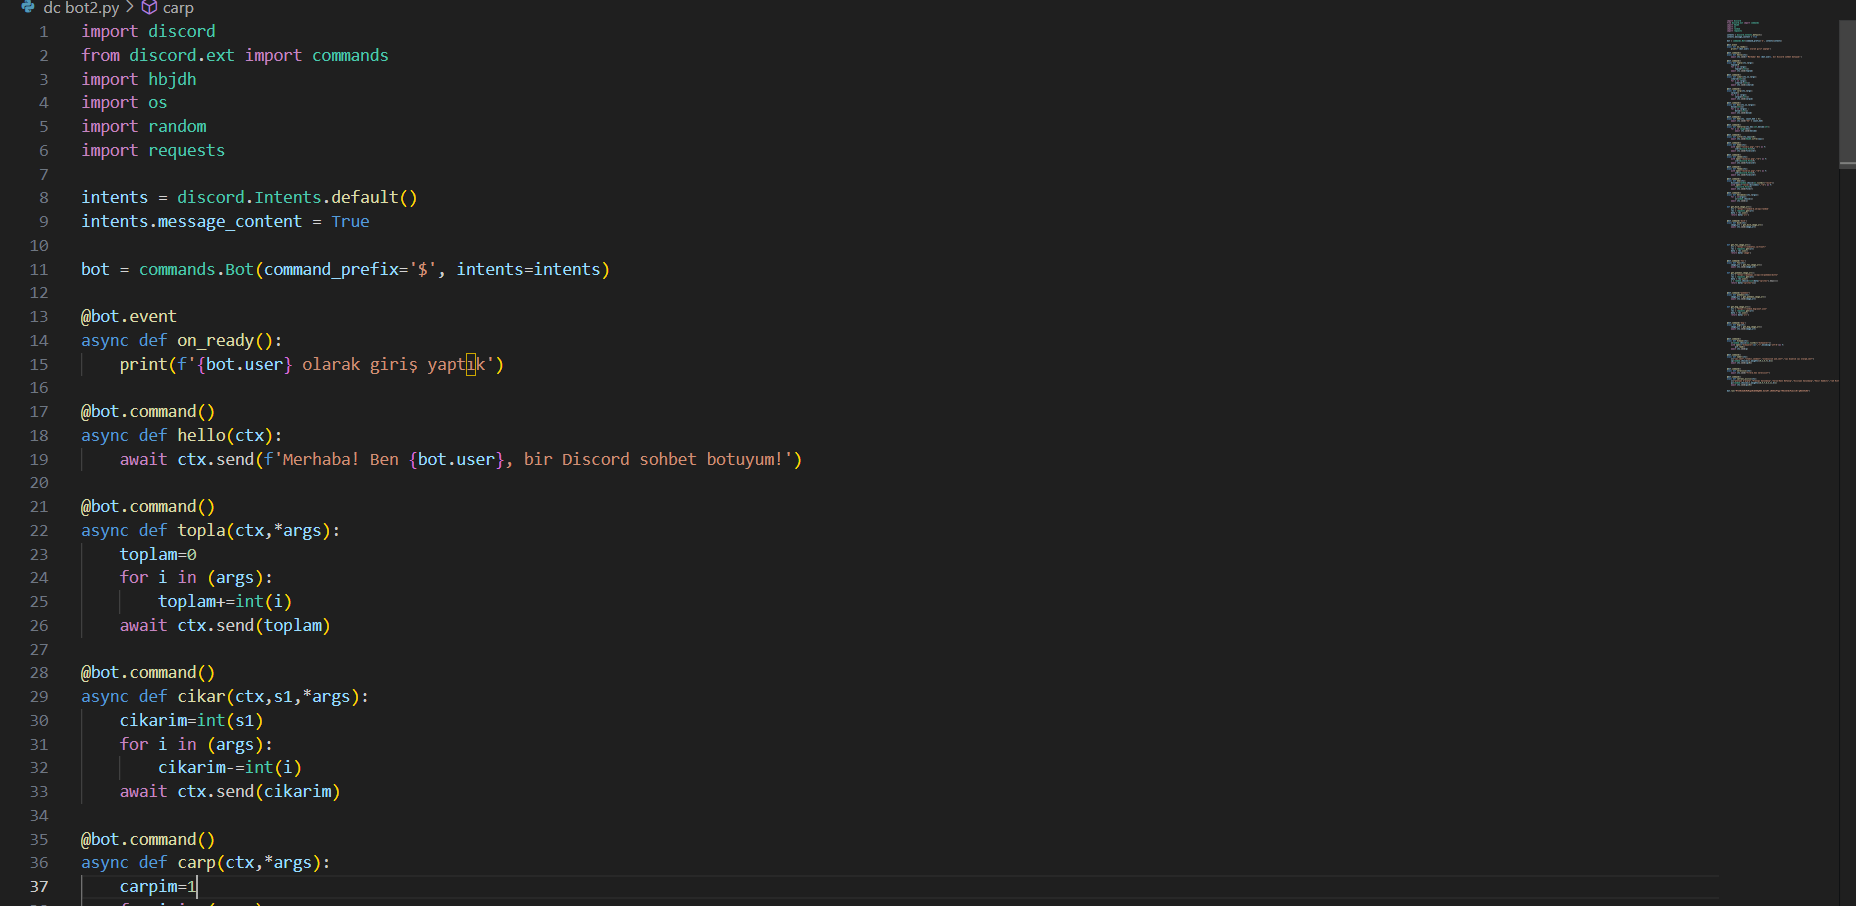 dc bot2.py > carp
1 import discord
2 from discord.ext import commands
3 import hbjdh
4 import os
5 import random
6 import requests
7
8 intents = discord.Intents.default()
9 intents.message_content = True
10
11 bot = commands.Bot(command_prefix='$', intents=intents)
12
13 @bot.event
14 async def on_ready():
15     print(f'{bot.user} olarak giriş yaptık')
16
17 @bot.command()
18 async def hello(ctx):
19     await ctx.send(f'Merhaba! Ben {bot.user}, bir Discord sohbet botuyum!')
20
21 @bot.command()
22 async def topla(ctx,*args):
23     toplam=0
24     for i in (args):
25         toplam+=int(i)
26     await ctx.send(toplam)
27
28 @bot.command()
29 async def cikar(ctx,s1,*args):
30     cikarim=int(s1)
31     for i in (args):
32         cikarim-=int(i)
33     await ctx.send(cikarim)
34
35 @bot.command()
36 async def carp(ctx,*args):
37     carpim=1